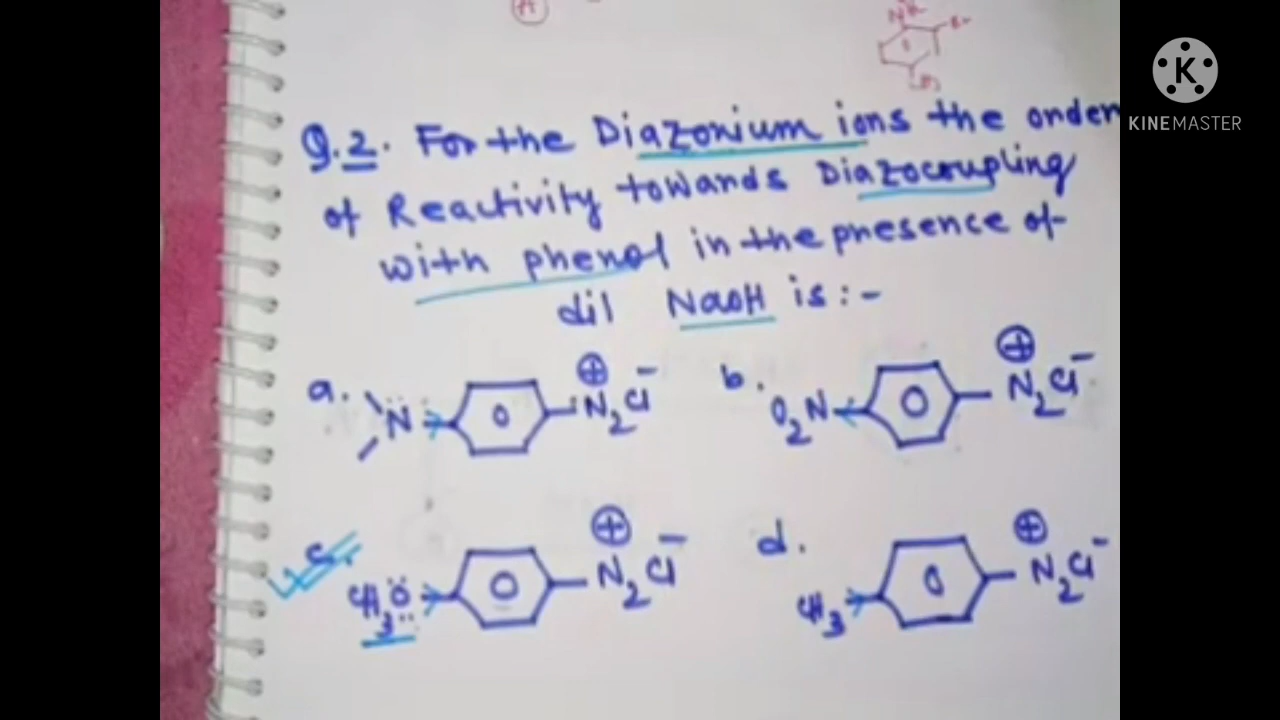 A
K
KINEMASTER
Q.2. For the Diazonium ions the order
of Reactivity towards Diazocoupling
with phenol in the presence of
dil NaOH is :-
a. N̈ N₂Cl⁻ ⊕
b. O₂N N₂Cl⁻ ⊕
c. CH₃Ö N₂Cl⁻ ⊕
d. CH₃ N₂Cl⁻ ⊕